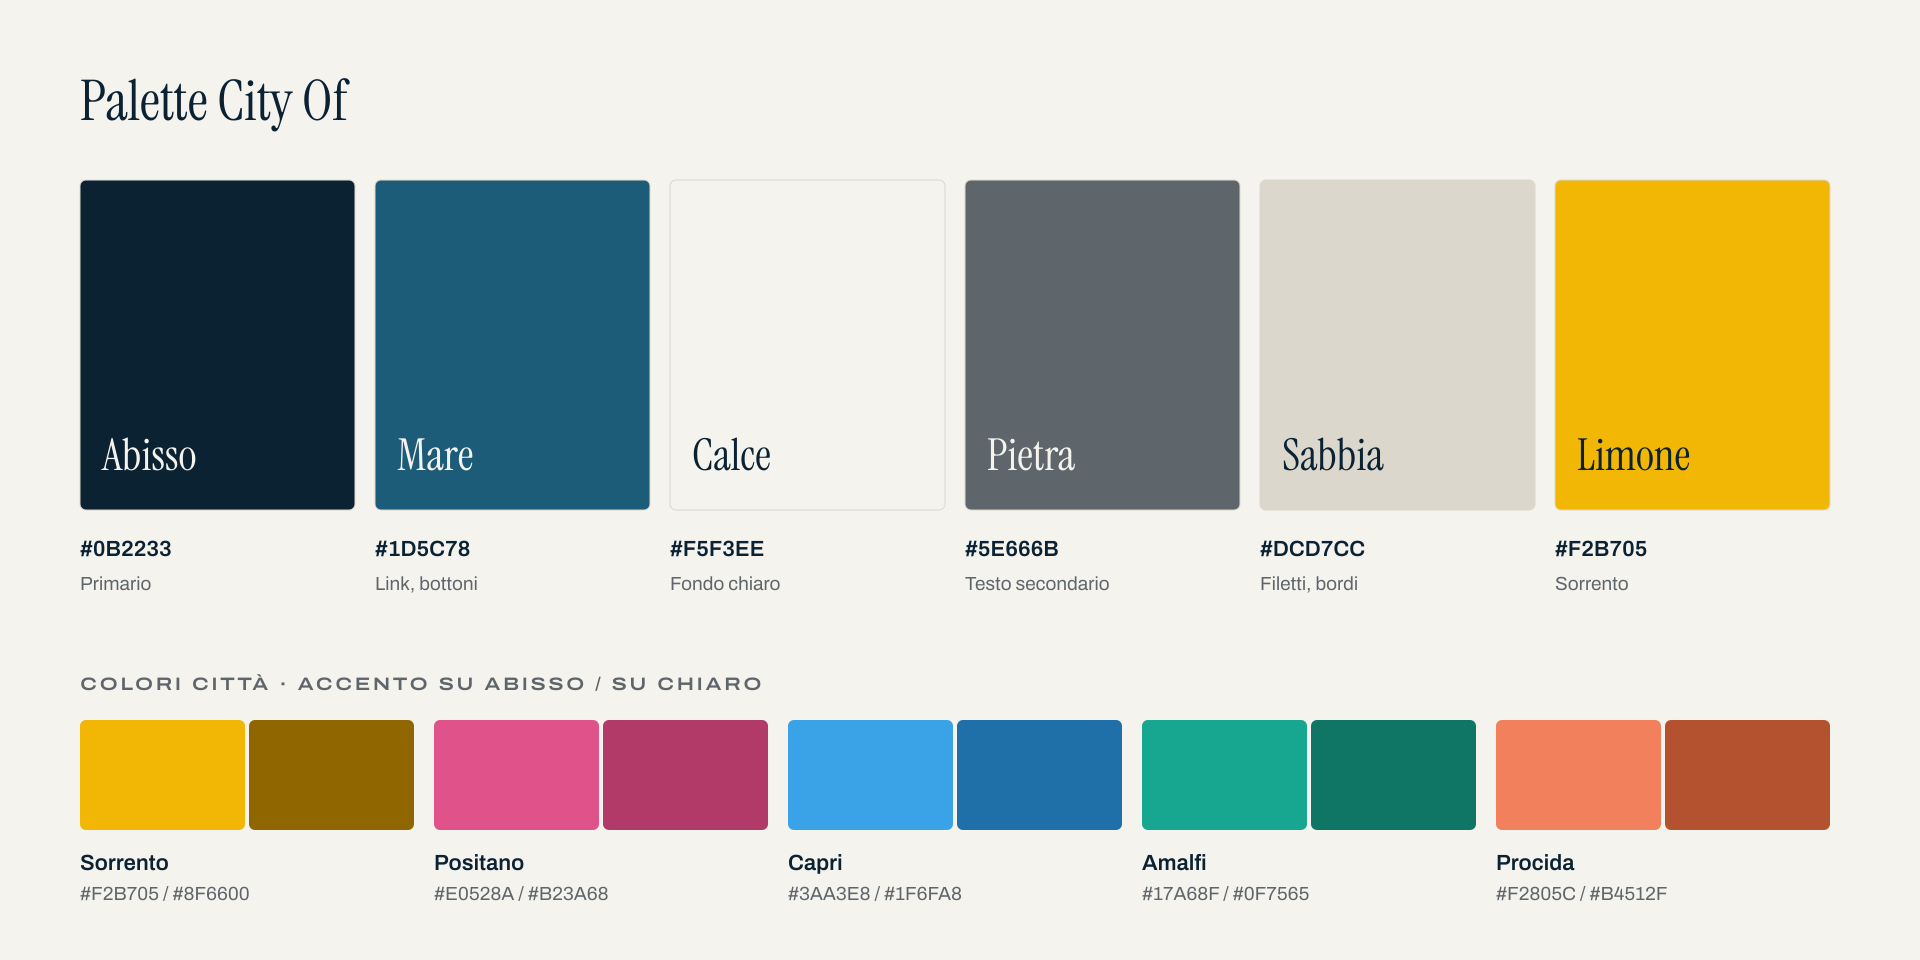 Palette City Of
Abisso
Mare
Calce
Pietra
Sabbia
Limone
#0B2233
#1D5C78
#F5F3EE
#5E666B
#DCD7CC
#F2B705
Primario
Link, bottoni
Fondo chiaro
Testo secondario
Filetti, bordi
Sorrento
COLORI CITTÀ · ACCENTO SU ABISSO / SU CHIARO
Sorrento
Positano
Capri
Amalfi
Procida
#F2B705 / #8F6600
#E0528A / #B23A68
#3AA3E8 / #1F6FA8
#17A68F / #0F7565
#F2805C / #B4512F